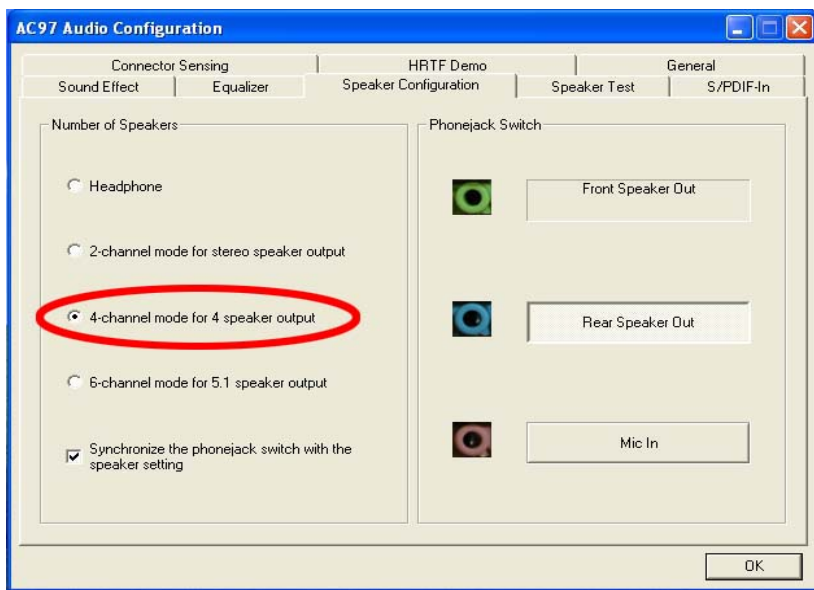 AC97 Audio Configuration
Connector Sensing
HRTF Demo
General
Sound Effect
Equalizer
Speaker Configuration
Speaker Test
S/PDIF-In
Number of Speakers
Headphone
2-channel mode for stereo speaker output
4-channel mode for 4 speaker output
6-channel mode for 5.1 speaker output
Synchronize the phonejack switch with the
speaker setting
Phonejack Switch
Front Speaker Out
Rear Speaker Out
Mic In
OK